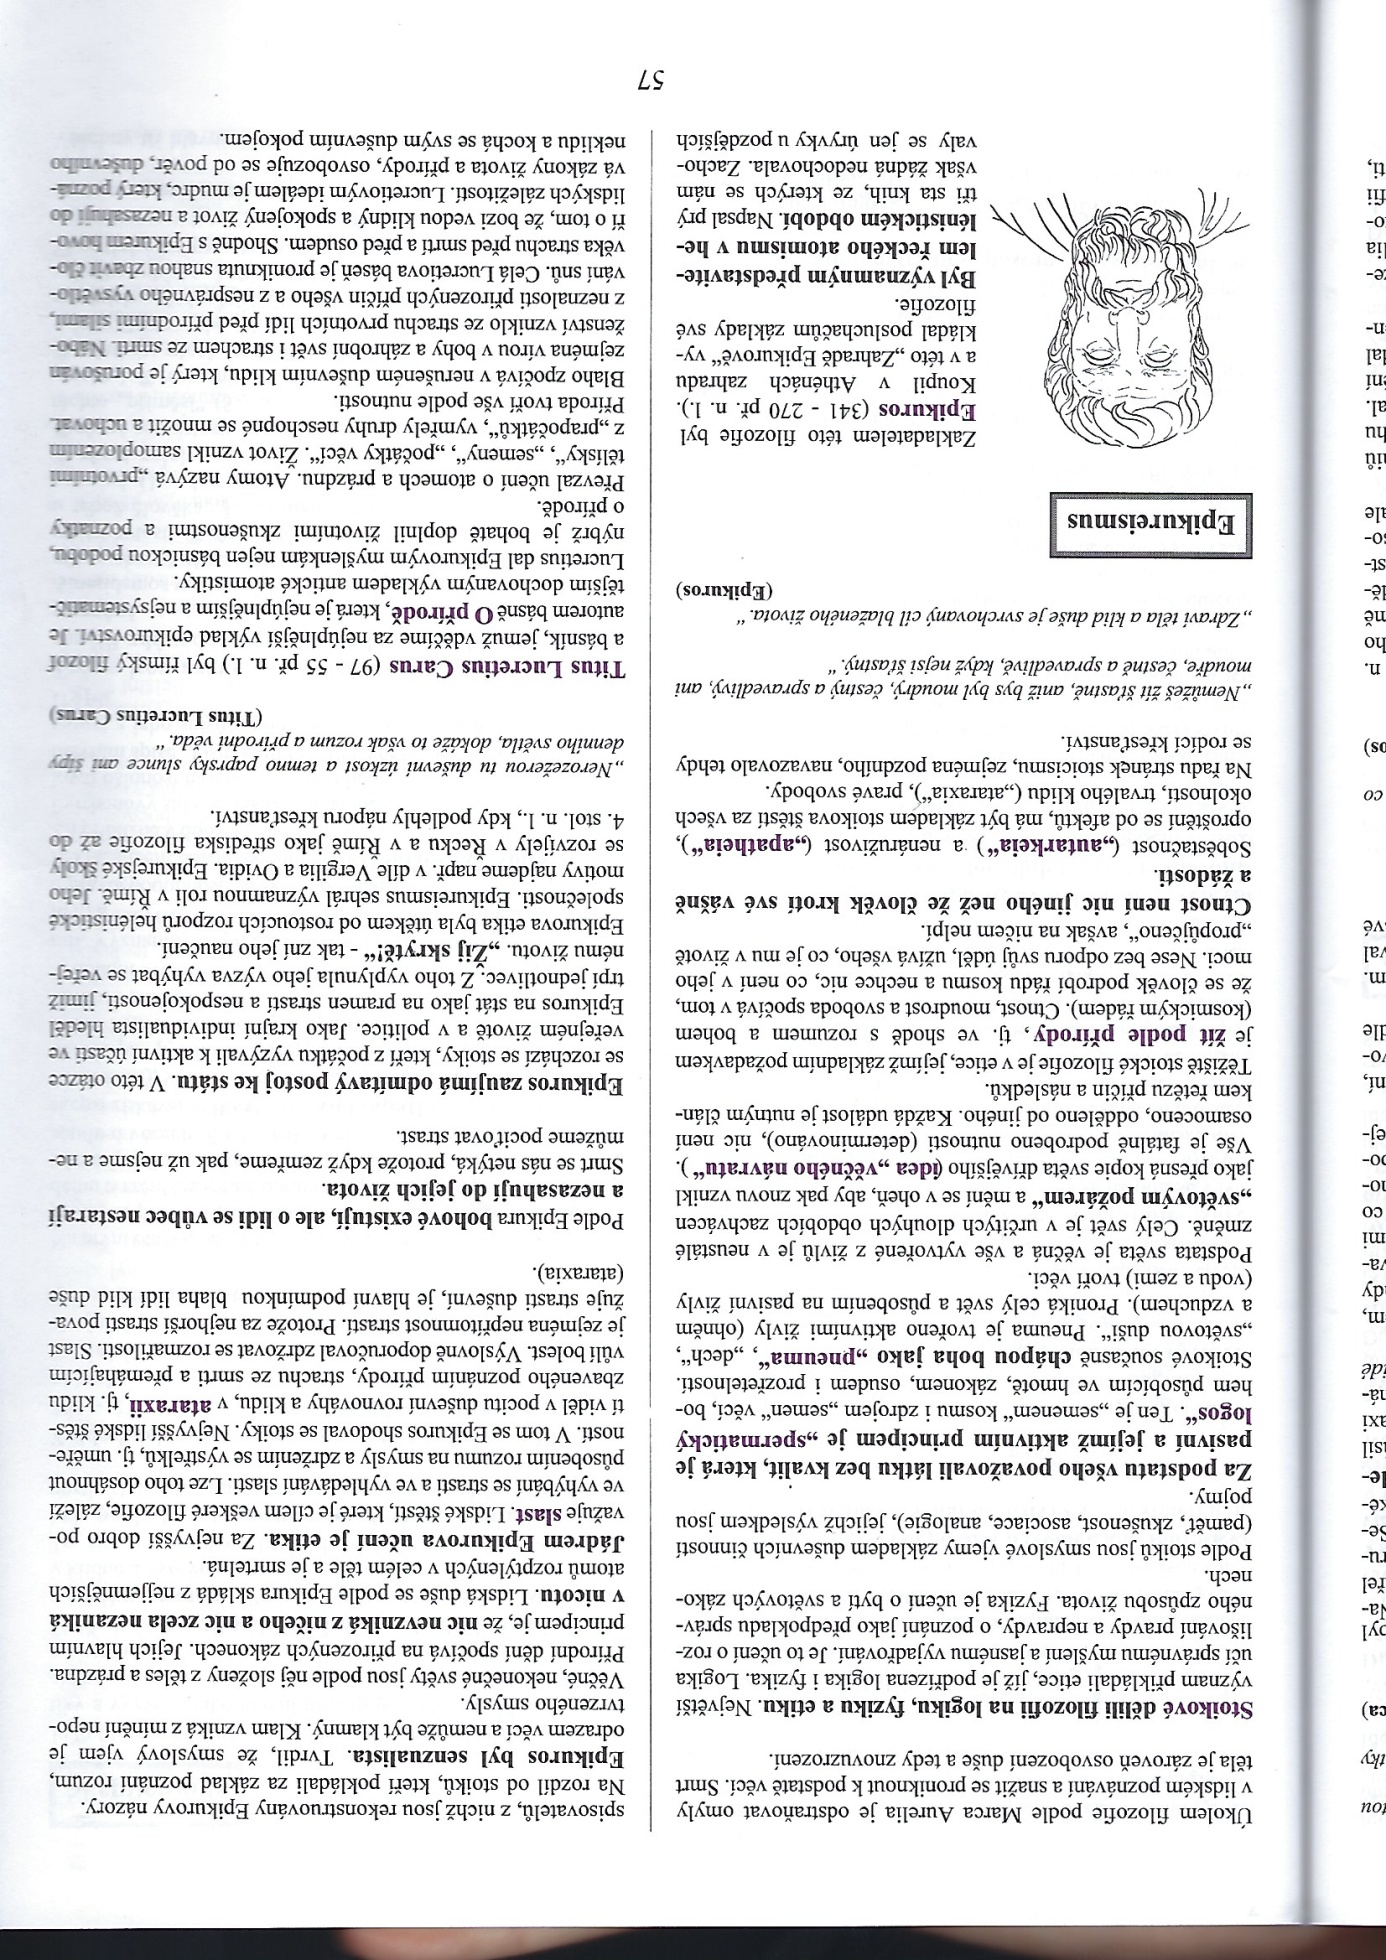 Úkolem filozofie podle Marca Aurelia je odstraňovat omyly
v lidském poznávání a snažit se proniknout k podstatě věcí. Smrt
těla je zároveň osvobození duše a tedy znovuzrození.
Stoikové dělili filozofii na logiku, fyziku a etiku. Největší
význam přikládali etice, jíž je podřízena logika i fyzika. Logika
učí správnému myšlení a jasnému vyjadřování. Je to učení o roz-
lišování pravdy a nepravdy, o poznání jako předpokladu správ-
ného způsobu života. Fyzika je učení o bytí a světových záko-
nech.
Podle stoiků jsou smyslové vjemy základem duševních činností
(paměť, zkušenost, asociace, analogie), jejichž výsledkem jsou
pojmy.
Za podstatu všeho považovali látku bez kvalit, která je
pasivní a jejímž aktivním principem je „spermatický
logos“. Ten je „semenem“ kosmu i zdrojem „semen“ věcí, bo-
hem působícím ve hmotě, zákonem, osudem i prozřetelností.
Stoikové současně chápou boha jako „pneuma“, „dech“,
„světovou duši“. Pneuma je tvořeno aktivními živly (ohněm
a vzduchem). Proniká celý svět a působením na pasivní živly
(vodu a zemi) tvoří věci.
Podstata světa je věčná a vše vytvořené z živlů je v neustálé
změně. Celý svět je v určitých dlouhých obdobích zachvácen
„světovým požárem“ a mění se v oheň, aby pak znovu vznikl
jako přesná kopie světa dřívějšího (idea „věčného návratu“ ).
Vše je fatálně podrobeno nutnosti (determinováno), nic není
osamoceno, odděleno od jiného. Každá událost je nutným člán-
kem řetězu příčin a následků.
Těžiště stoické filozofie je v etice, jejímž základním požadavkem
je žít podle přírody, tj. ve shodě s rozumem a bohem
(kosmickým řádem). Ctnost, moudrost a svoboda spočívá v tom,
že se člověk podrobí řádu kosmu a nechce nic, co není v jeho
moci. Nese bez odporu svůj úděl, užívá všeho, co je mu v životě
„propůjčeno“, avšak na ničem nelpí.
Ctnost není nic jiného než že člověk krotí své vášně
a žádosti.
Soběstačnost („autarkeia“) a nenáruživost („apatheia“),
oproštění se od afektů, má být základem stoikova štěstí za všech
okolností, trvalého klidu („ataraxia“), pravé svobody.
Na řadu stránek stoicismu, zejména pozdního, navazovalo tehdy
se rodící křesťanství.
„Nemůžeš žít šťastně, aniž bys byl moudrý, čestný a spravedlivý, ani
moudře, čestně a spravedlivě, když nejsi šťastný.“
„Zdraví těla a klid duše je svrchovaný cíl blaženého života.“
(Epikuros)
Epikureismus
Zakladatelem této filozofie byl
Epikuros (341 - 270 př. n. l.).
Koupil v Athénách zahradu
a v této „Zahradě Epikurově“ vy-
kládal posluchačům základy své
filozofie.
Byl významným představite-
lem řeckého atomismu v he-
lénistickém období. Napsal prý
tři sta knih, ze kterých se nám
však žádná nedochovala. Zacho-
valy se jen úryvky u pozdějších
spisovatelů, z nichž jsou rekonstruovány Epikurovy názory.
Na rozdíl od stoiků, kteří pokládali za základ poznání rozum,
Epikuros byl senzualista. Tvrdil, že smyslový vjem je
odrazem věci a nemůže být klamný. Klam vzniká z mínění nepo-
tvrzeného smysly.
Věčné, nekonečné světy jsou podle něj složeny z těles a prázdna.
Přírodní dění spočívá na přirozených zákonech. Jejich hlavním
principem je, že nic nevzniká z ničeho a nic zcela nezaniká
v nicotu. Lidská duše se podle Epikura skládá z nejjemnějších
atomů rozptýlených v celém těle a je smrtelná.
Jádrem Epikurova učení je etika. Za nejvyšší dobro po-
važuje slast. Lidské štěstí, které je cílem veškeré filozofie, záleží
ve vyhýbání se strasti a ve vyhledávání slasti. Lze toho dosáhnout
působením rozumu na smysly a zdržením se výstřelků, tj. uměře-
ností. V tom se Epikuros shodoval se stoiky. Nejvyšší lidské štěs-
tí viděl v pocitu duševní rovnováhy a klidu, v ataraxii, tj. klidu
zbaveného poznáním přírody, strachu ze smrti a přemáhajícím
vůlí bolest. Výslovně doporučoval zdržovat se rozmařilosti. Slast
je zejména nepřítomnost strasti. Protože za nejhorší strasti pova-
žuje strasti duševní, je hlavní podmínkou blaha lidí klid duše
(ataraxia).
Podle Epikura bohové existují, ale o lidi se vůbec nestarají
a nezasahují do jejich života.
Smrt se nás netýká, protože když zemřeme, pak už nejsme a ne-
můžeme pociťovat strast.
Epikuros zaujímá odmítavý postoj ke státu. V této otázce
se rozchází se stoiky, kteří z počátku vyzývali k aktivní účasti ve
veřejném životě a v politice. Jako krajní individualista hleděl
Epikuros na stát jako na pramen strastí a nespokojenosti, jimiž
trpí jednotlivec. Z toho vyplynula jeho výzva vyhýbat se veřej-
nému životu. „Žij skrytě!“ - tak zní jeho naučení.
Epikurova etika byla útěkem od rostoucích rozporů helénistické
společnosti. Epikureismus sehrál významnou roli v Římě. Jeho
motivy najdeme např. v díle Vergilia a Ovidia. Epikurejské školy
se rozvíjely v Řecku a v Římě jako střediska filozofie až do
4. stol. n. l., kdy podlehly náporu křesťanství.
„Nerozežerou tu duševní úzkost a temno paprsky slunce ani šípy
denního světla, dokáže to však rozum a přírodní věda.“
(Titus Lucretius Carus)
Titus Lucretius Carus (97 - 55 př. n. l.) byl římský filozof
a básník, jemuž vděčíme za nejúplnější výklad epikurovství. Je
autorem básně O přírodě, která je nejúplnějším a nejsystematič-
tějším dochovaným výkladem antické atomistiky.
Lucretius dal Epikurovým myšlenkám nejen básnickou podobu,
nýbrž je bohatě doplnil životními zkušenostmi a poznatky
o přírodě.
Převzal učení o atomech a prázdnu. Atomy nazývá „prvotními
tělísky“, „semeny“, „počátky věcí“. Život vznikl samoplozením
z „prapočátků“, vymřely druhy neschopné se množit a uchovat.
Příroda tvoří vše podle nutnosti.
Blaho zpočívá v nerušeném duševním klidu, který je porušován
zejména vírou v bohy a záhrobní svět i strachem ze smrti. Nábo-
ženství vzniklo ze strachu prvotních lidí před přírodními silami,
z neznalosti přirozených příčin všeho a z nesprávného vysvětlo-
vání snů. Celá Lucretiova báseň je proniknuta snahou zbavit člo-
věka strachu před smrtí a před osudem. Shodně s Epikurem hovo-
ří o tom, že bozi vedou klidný a spokojený život a nezasahují do
lidských záležitostí. Lucretiovým ideálem je mudrc, který pozná-
vá zákony života a přírody, osvobozuje se od pověr, duševního
neklidu a kochá se svým duševním pokojem.
57